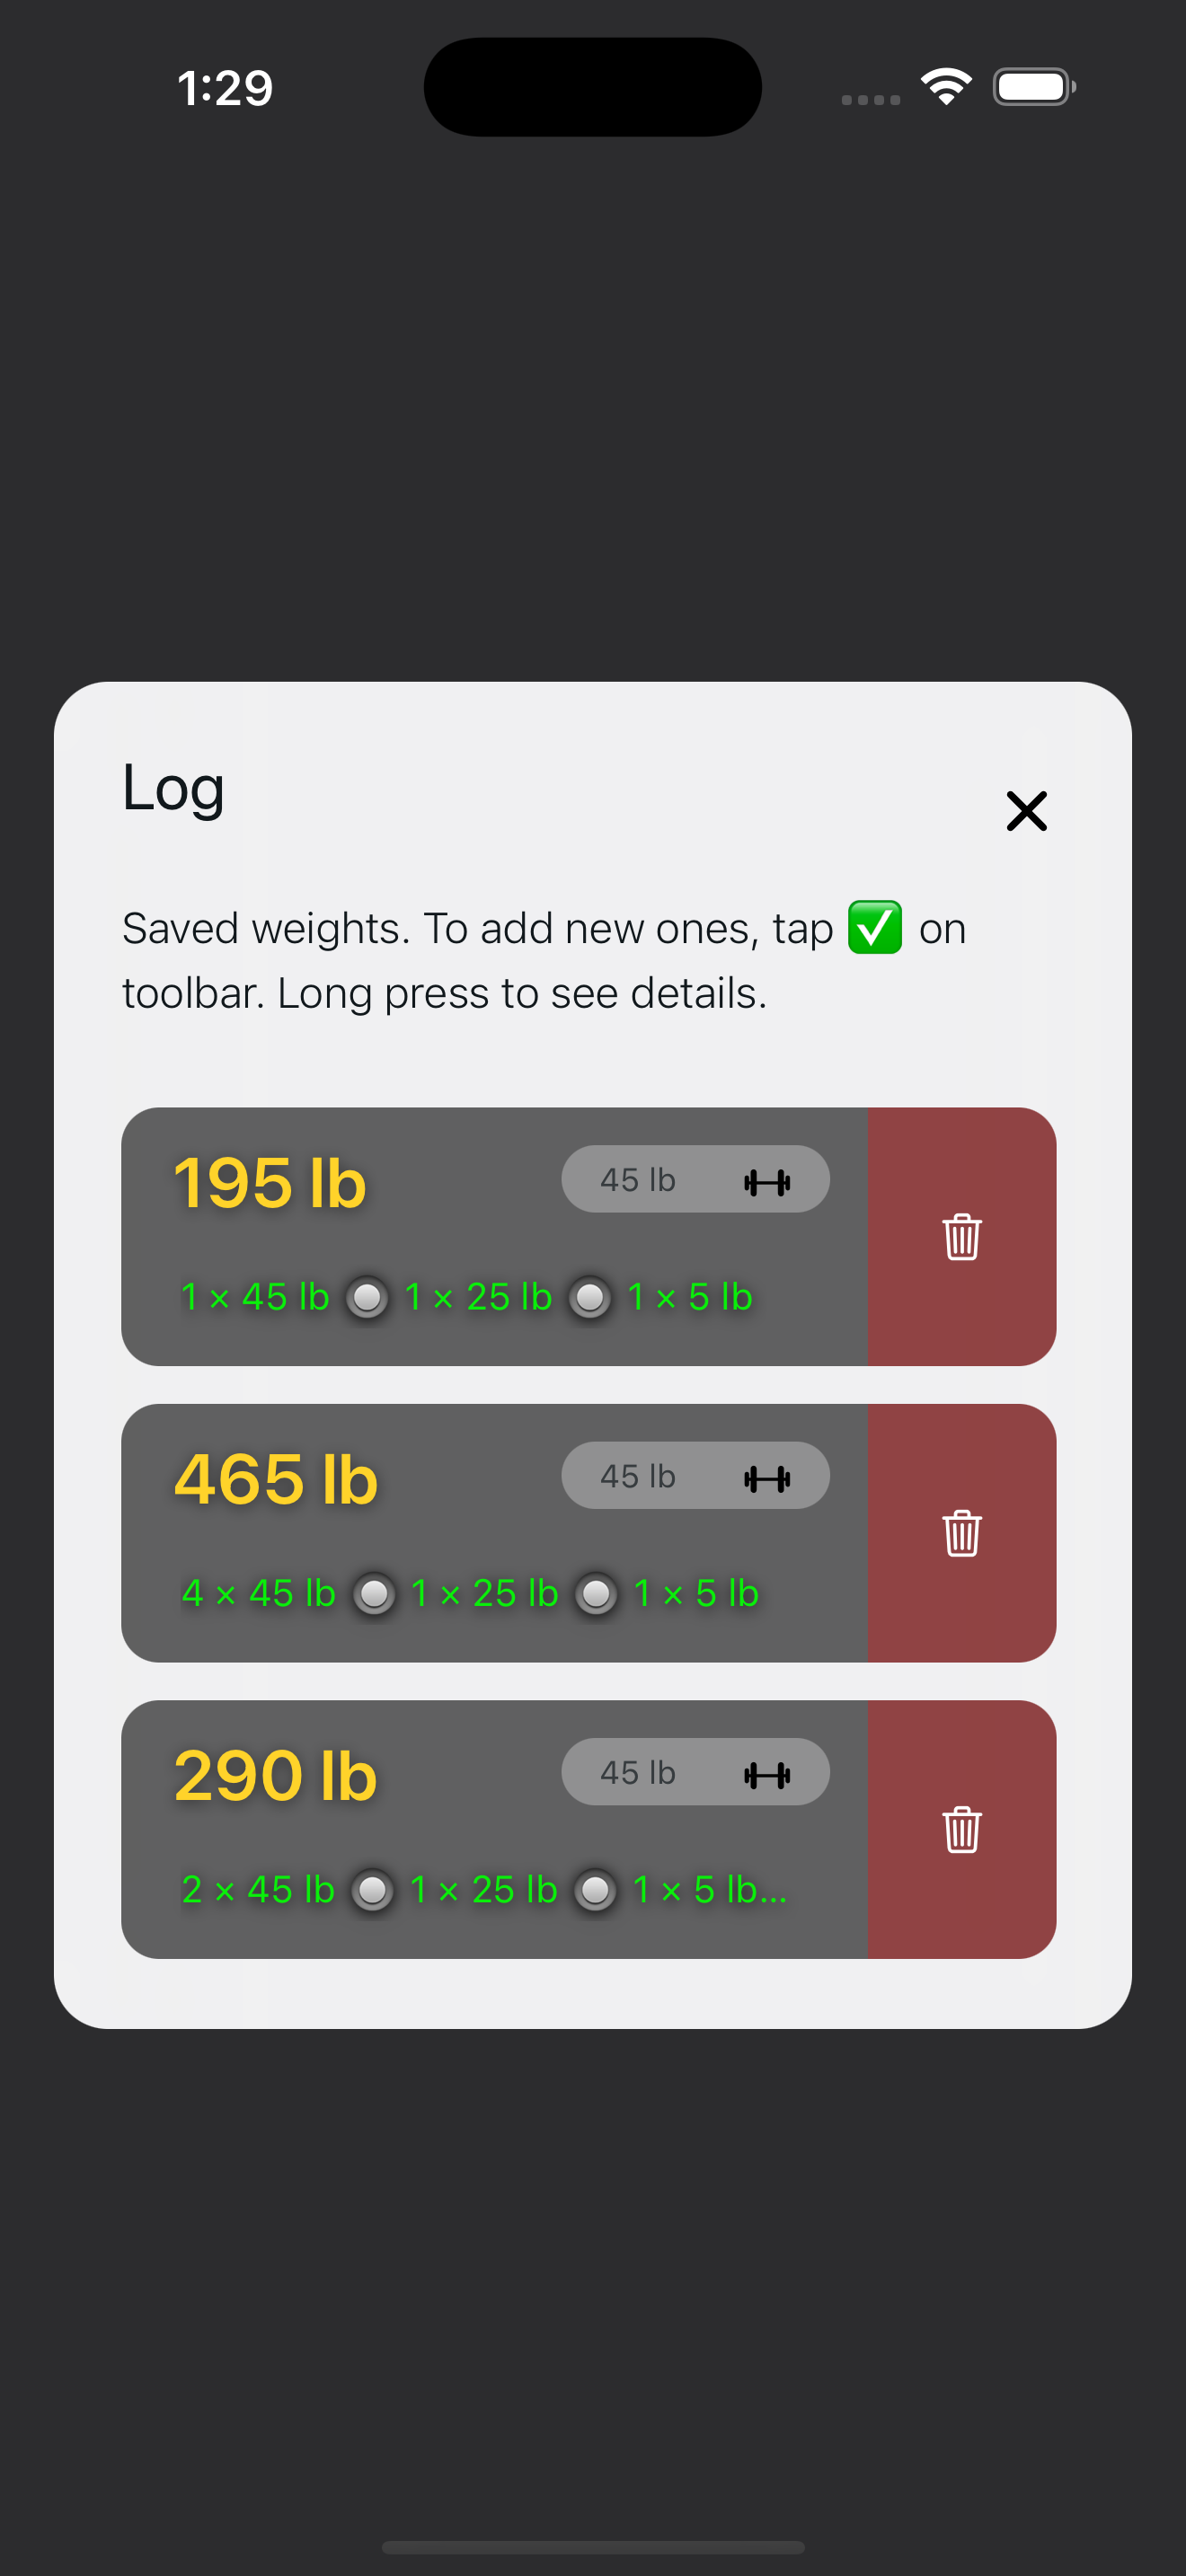 1:29
Log
Saved weights. To add new ones, tap ✅ on
toolbar. Long press to see details.
195 lb
45 lb
1 × 45 lb 🔘 1 × 25 lb 🔘 1 × 5 lb
465 lb
45 lb
4 × 45 lb 🔘 1 × 25 lb 🔘 1 × 5 lb
290 lb
45 lb
2 × 45 lb 🔘 1 × 25 lb 🔘 1 × 5 lb...